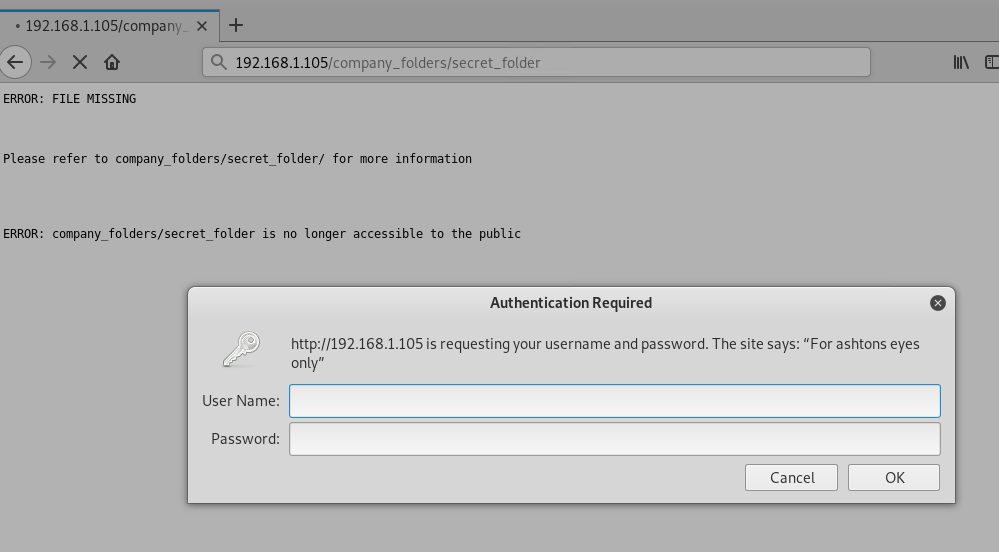 192.168.1.105/company_
192.168.1.105/company_folders/secret_folder
ERROR: FILE MISSING
Please refer to company_folders/secret_folder/ for more information
ERROR: company_folders/secret_folder is no longer accessible to the public
Authentication Required
http://192.168.1.105 is requesting your username and password. The site says: “For ashtons eyes
only”
User Name:
Password:
Cancel OK